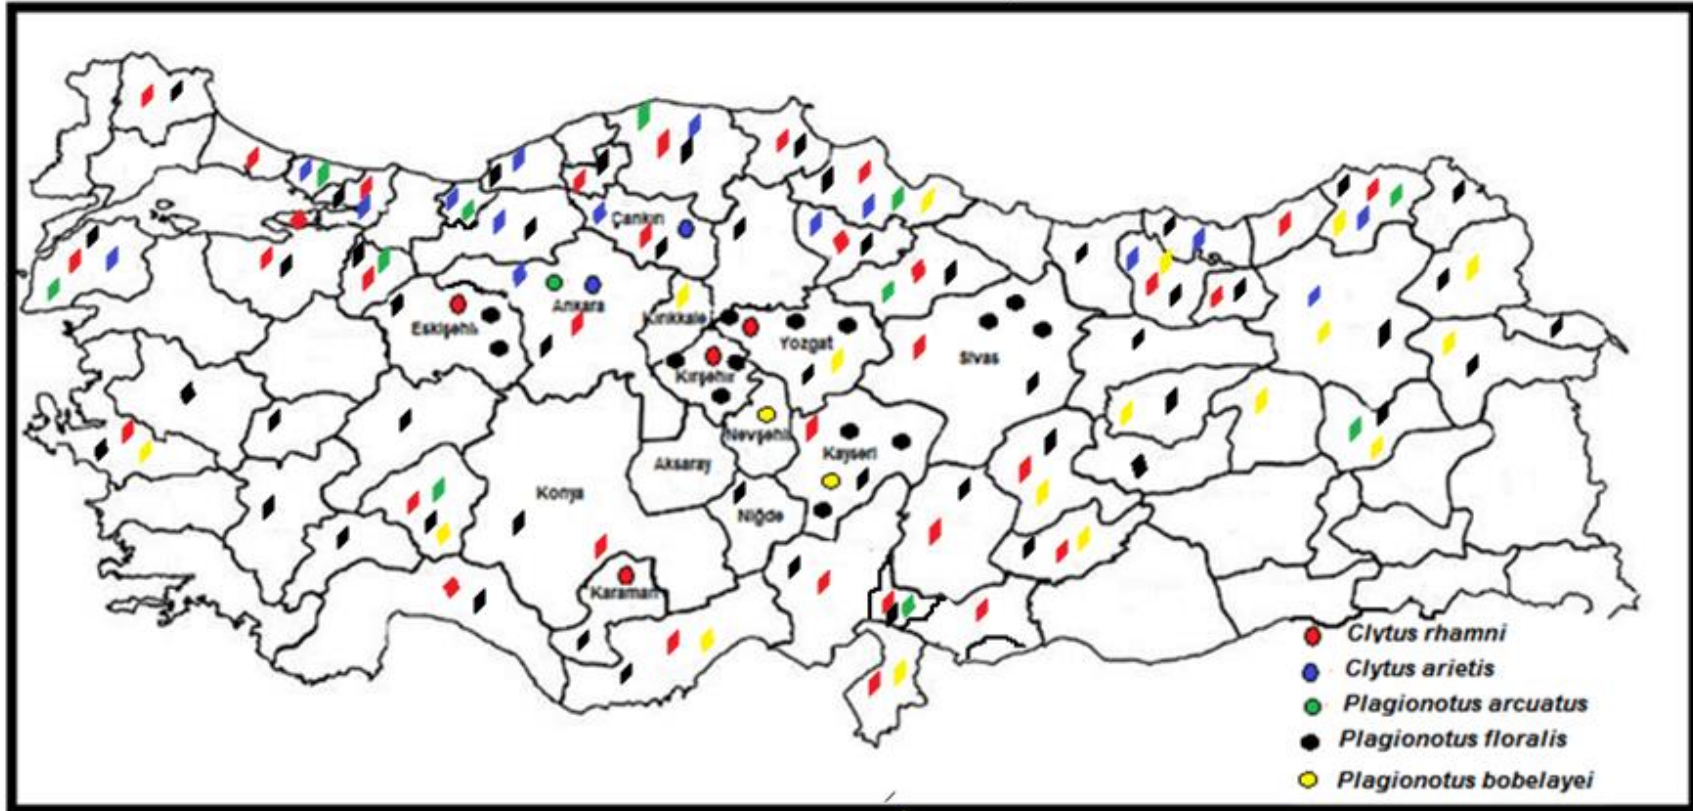 Çankırı
Ankara
Kırıkkale
Eskişehir
Yozgat
Sivas
Kırşehir
Nevşehir
Kayseri
Aksaray
Konya
Niğde
Karaman
Clytus rhamni
Clytus arietis
Plagionotus arcuatus
Plagionotus floralis
Plagionotus bobelayei